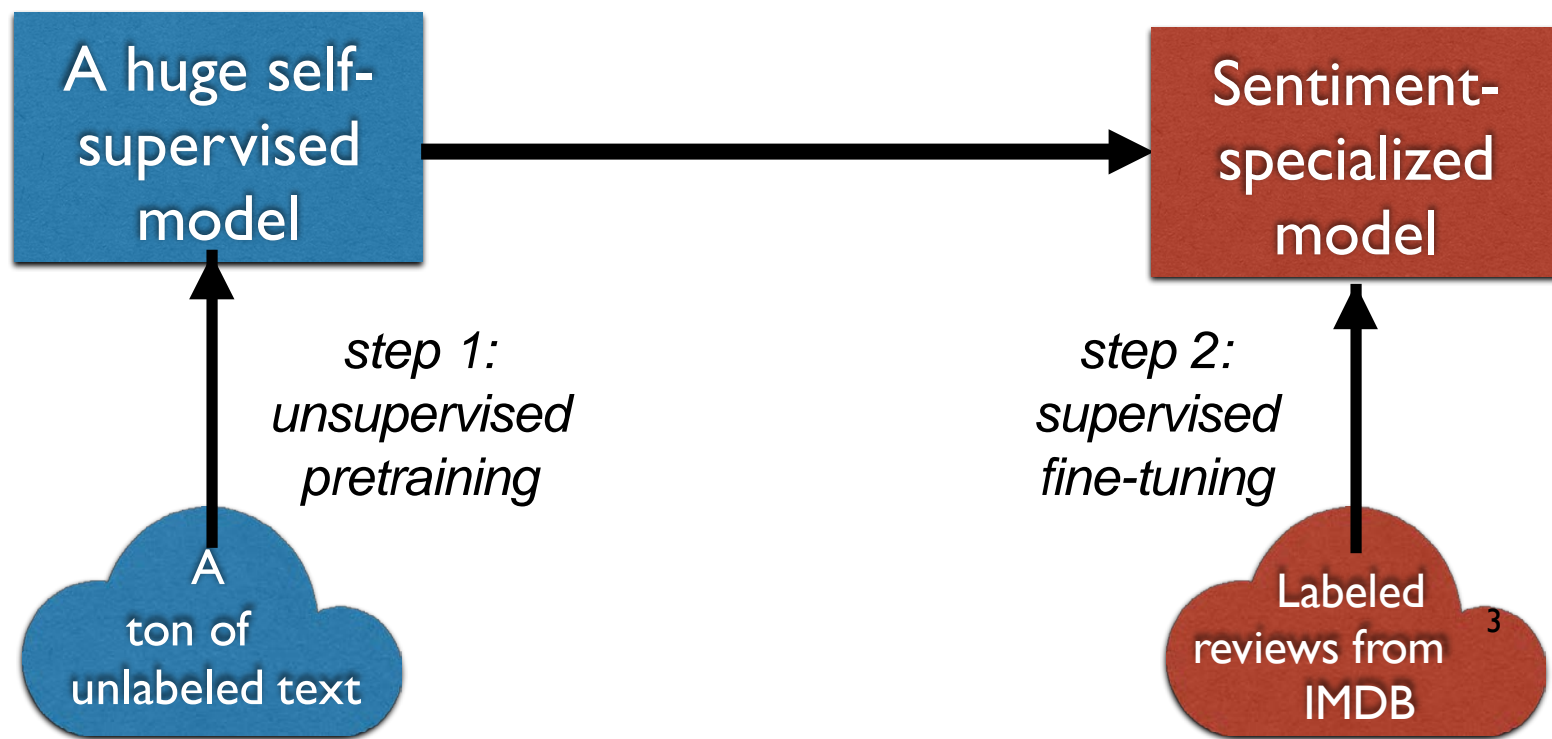 A huge self-
supervised
model
Sentiment-
specialized
model
step 1:
unsupervised
pretraining
step 2:
supervised
fine-tuning
A
ton of
unlabeled text
Labeled
reviews from
IMDB
3